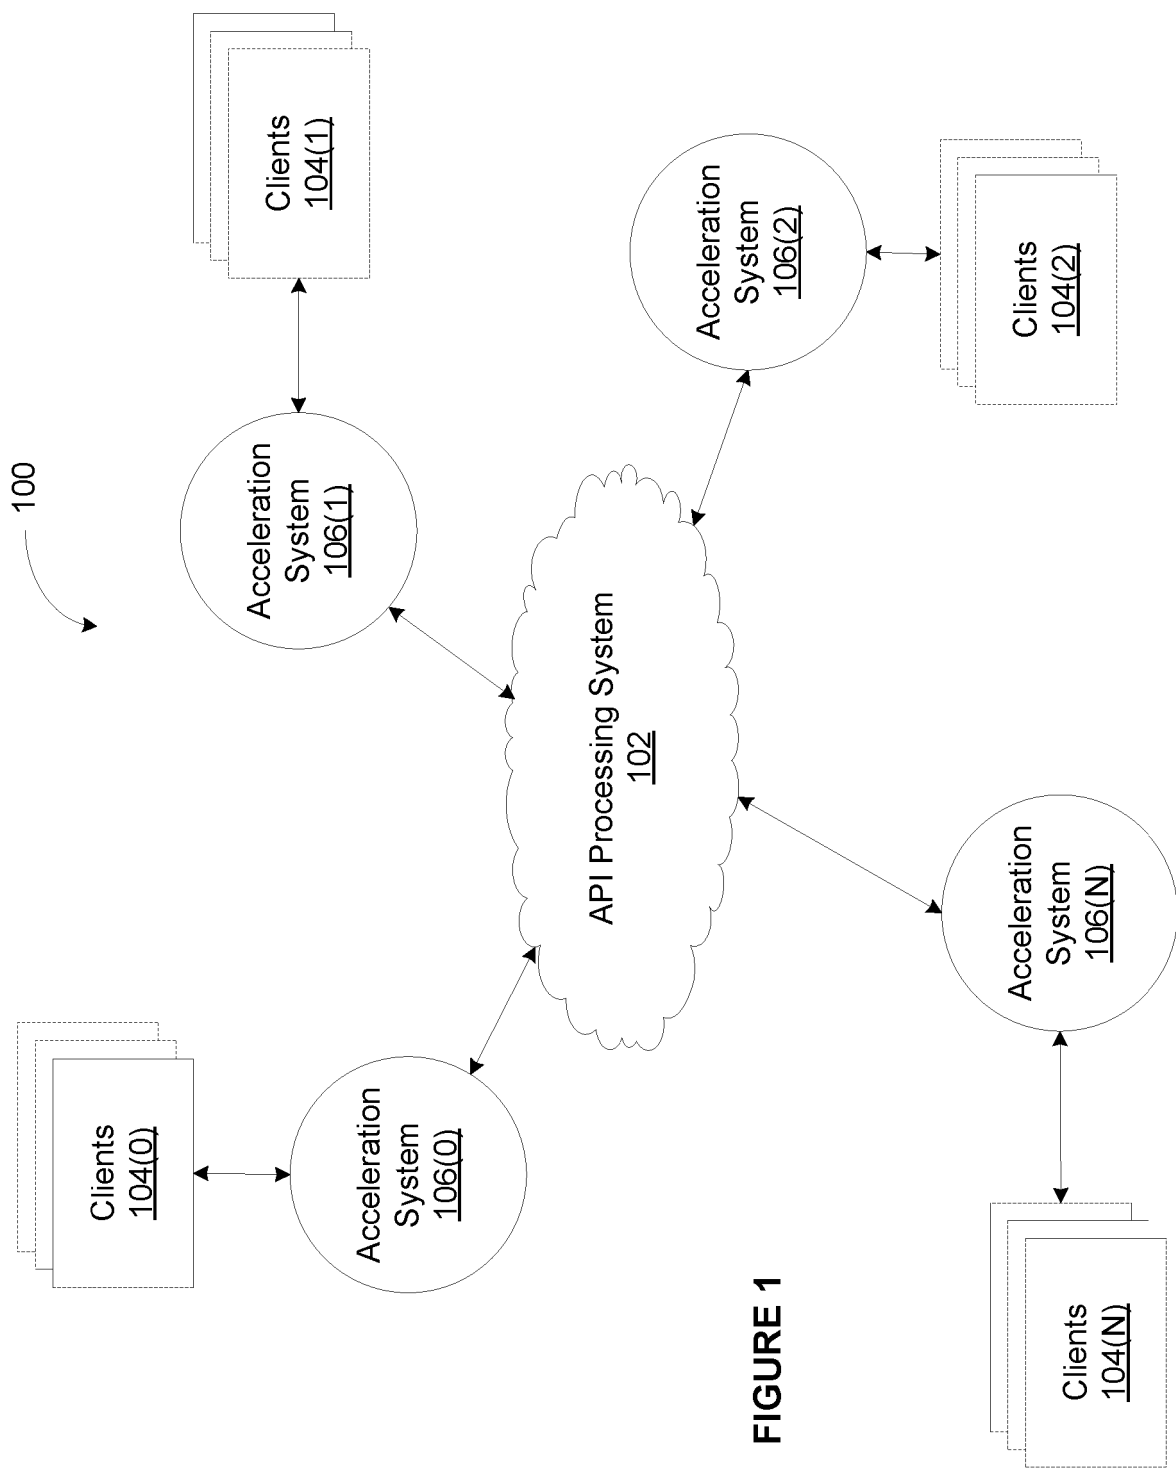 100
Clients
104(0)
Acceleration
System
106(1)
Clients
104(1)
Acceleration
System
106(0)
API Processing System
102
Acceleration
System
106(2)
FIGURE 1
Clients
104(N)
Acceleration
System
106(N)
Clients
104(2)